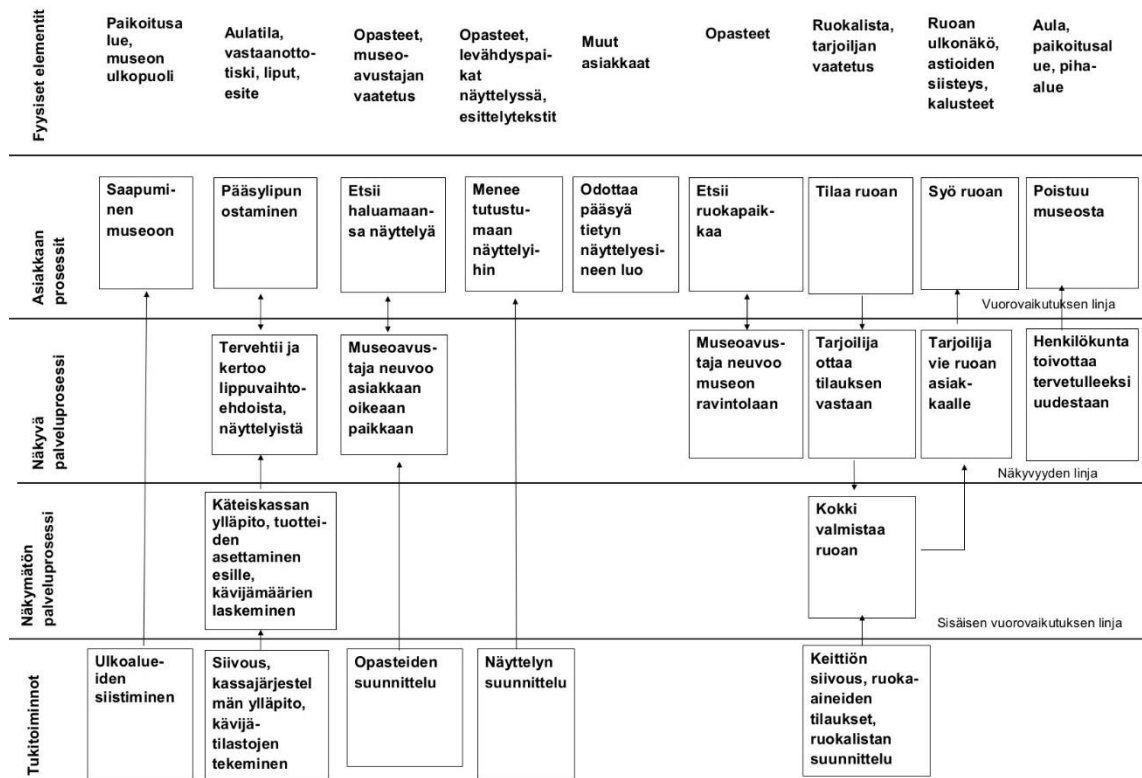 Fyysiset elementit
Paikoitusa
lue,
museon
ulkopuoli
Aulatila,
vastaanotto-
tiski, liput,
esite
Opasteet,
museo-
avustajan
vaatetus
Opasteet,
levähdyspai-
kat
näyttelyssä,
esittelytekstit
Muut
asiakkaat
Opasteet
Ruokalista,
tarjoiljan
vaatetus
Ruoan
ulkonäkö,
astioiden
siisteys,
kalusteet
Aula,
paikoitusal
ue, piha-
alue
Asiakkaan
prosessit
Saapumi-
nen
museoon
Pääsylipun
ostaminen
Etsii
haluamaan-
sa näyttelyä
Menee
tutustu-
maan
näyttelyi-
hin
Odottaa
pääsyä
tietyn
näyttelyesi-
neen luo
Etsii
ruokapaik-
kaa
Tilaa ruoan
Syö ruoan
Poistuu
museosta
Vuorovaikutuksen linja
Näkyvä
palveluprosessi
Tervehtii ja
kertoo
lippuvaihto-
ehdoista,
näyttelyistä
Museoavus-
taja neuvoo
asiakkaan
oikeaan
paikkaan
Museoavus-
taja neuvoo
museon
ravintolaan
Tarjoilija
ottaa
tilauksen
vastaan
Tarjoilija
vie ruoan
asiak-
kaalle
Henkilökunta
toivottaa
tervetulleeksi
uudestaan
Näkyvyyden linja
Näkymätön
palveluprosessi
Käteiskassan
ylläpito, tuottei-
den
asettaminen
esille,
kävijämäärien
laskeminen
Kokki
valmistaa
ruoan
Sisäisen vuorovaikutuksen linja
Tukitoiminnot
Ulkoalue-
iden
siistiminen
Siivous,
kassajärjestel
män ylläpito,
kävijä-
tilastojen
tekeminen
Opasteiden
suunnittelu
Näyttelyn
suunnittelu
Keittiön
siivous, ruoka-
aineiden
tilaukset,
ruokalistan
suunnittelu